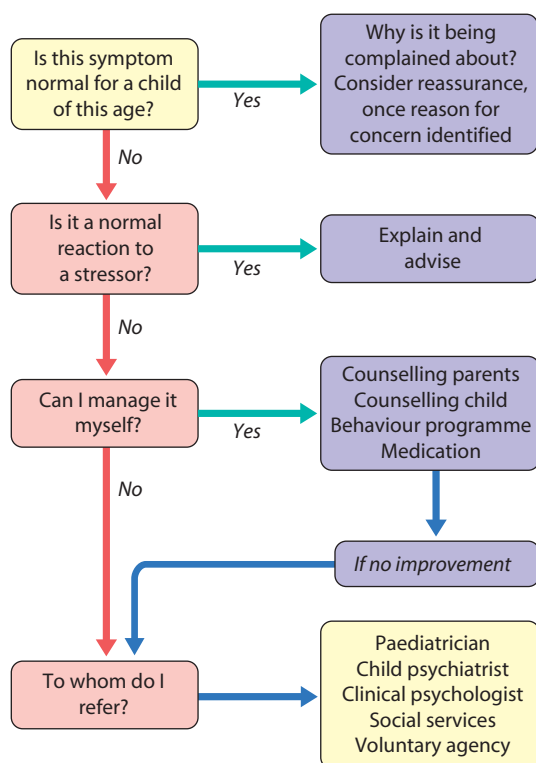 Is this symptom
normal for a child
of this age?
Yes
Why is it being
complained about?
Consider reassurance,
once reason for
concern identified
No
Is it a normal
reaction to
a stressor?
Yes
Explain and
advise
No
Can I manage it
myself?
Yes
Counselling parents
Counselling child
Behaviour programme
Medication
No
If no improvement
To whom do I
refer?
Paediatrician
Child psychiatrist
Clinical psychologist
Social services
Voluntary agency